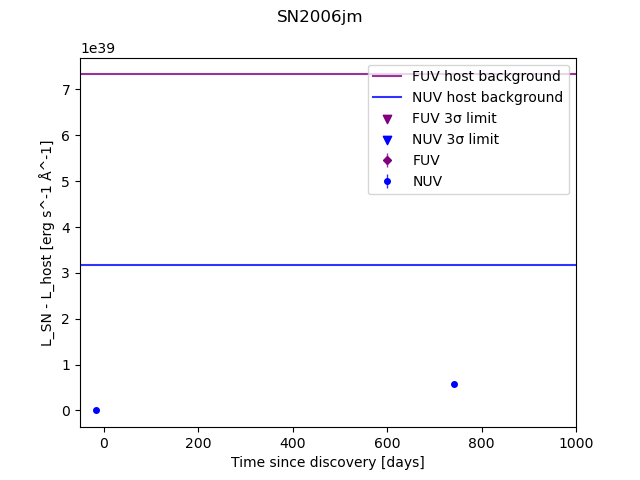 SN2006jm
1e39
FUV host background
NUV host background
FUV 3σ limit
NUV 3σ limit
FUV
NUV
L_SN - L_host [erg s^-1 Å^-1]
7
6
5
4
3
2
1
0
0 200 400 600 800 1000
Time since discovery [days]